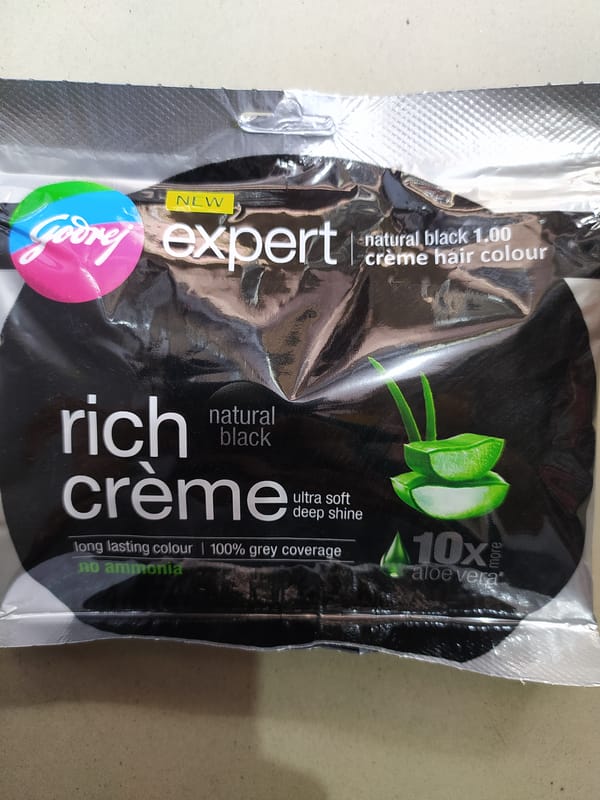 Godrej
NEW
expert
natural black 1.00
crème hair colour
rich
crème
natural
black
ultra soft
deep shine
long lasting colour | 100% grey coverage
no ammonia
10x more
aloe vera*